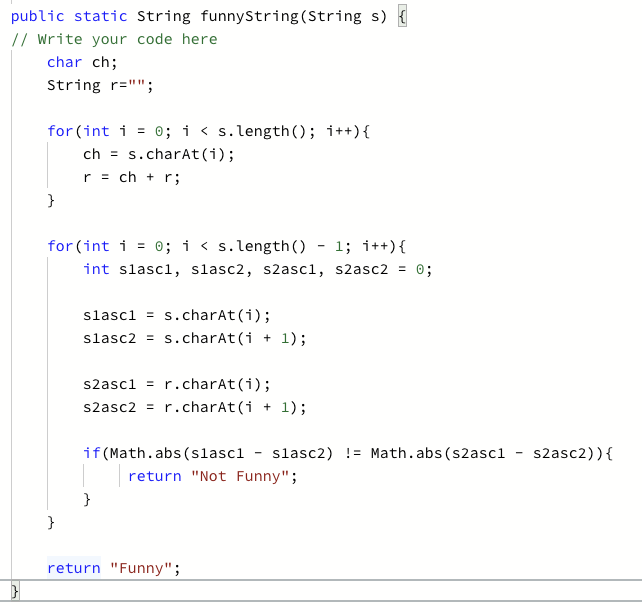 public static String funnyString(String s) {
// Write your code here
    char ch;
    String r="";

    for(int i = 0; i < s.length(); i++){
        ch = s.charAt(i);
        r = ch + r;
    }

    for(int i = 0; i < s.length() - 1; i++){
        int s1asc1, s1asc2, s2asc1, s2asc2 = 0;

        s1asc1 = s.charAt(i);
        s1asc2 = s.charAt(i + 1);

        s2asc1 = r.charAt(i);
        s2asc2 = r.charAt(i + 1);

        if(Math.abs(s1asc1 - s1asc2) != Math.abs(s2asc1 - s2asc2)){
             return "Not Funny";
        }
    }

    return "Funny";
}